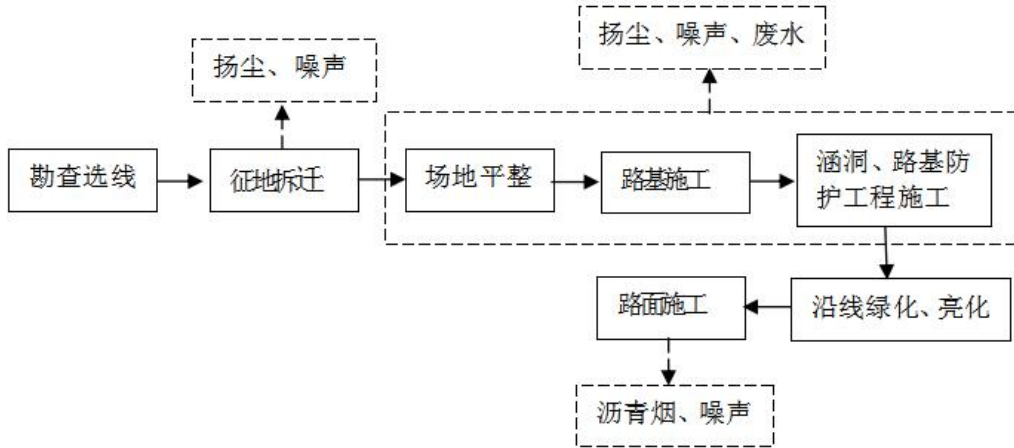 扬尘、噪声、废水
扬尘、噪声
勘查选线
征地拆迁
场地平整
路基施工
涵洞、路基防
护工程施工
路面施工
沿线绿化、亮化
沥青烟、噪声